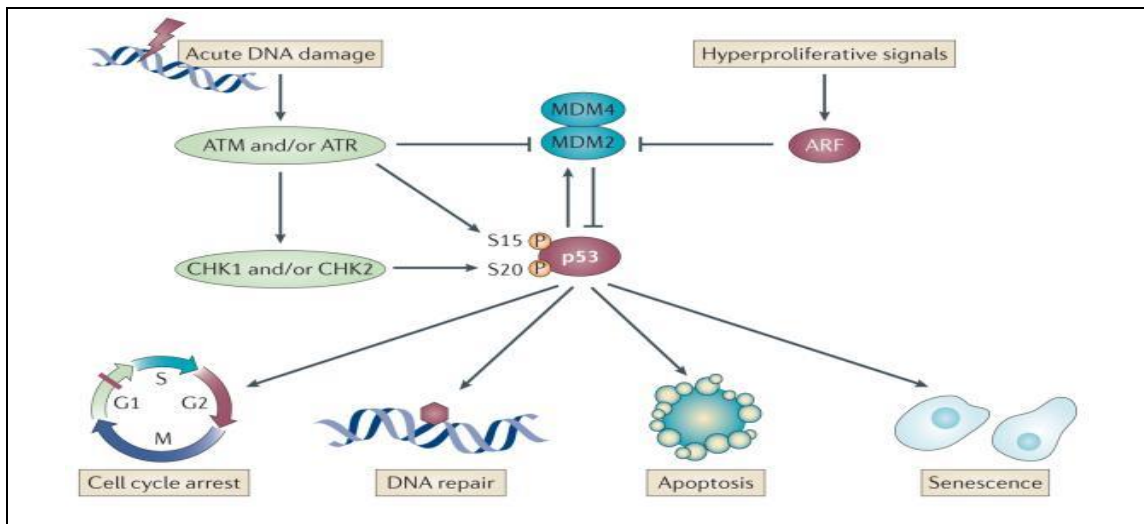 Acute DNA damage
Hyperproliferative signals
MDM4
ATM and/or ATR
MDM2
ARF
S15 P
p53
CHK1 and/or CHK2
S20 P
S
G1 G2
M
Cell cycle arrest
DNA repair
Apoptosis
Senescence